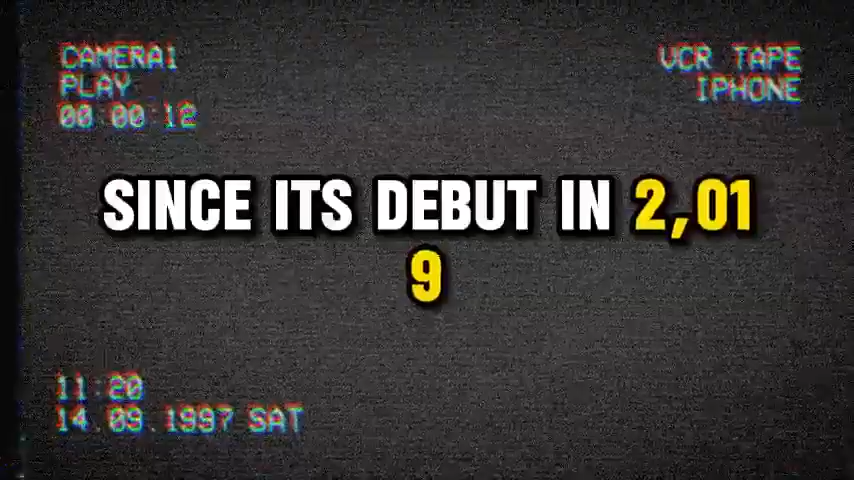 CAMERA1
PLAY
00:00:12
VCR TAPE
IPHONE
SINCE ITS DEBUT IN 2,01
9
11:20
14.09.1997 SAT